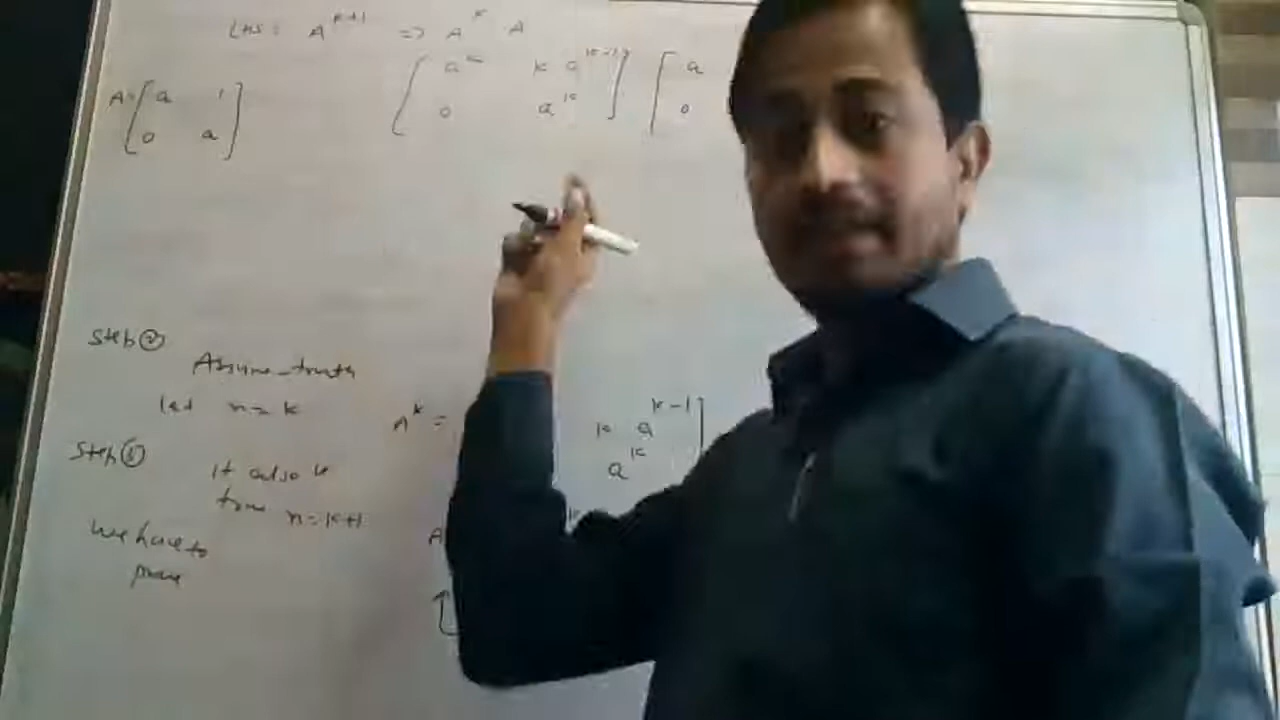 LHS = A^{k+1} => A^k · A
A = [a 1
0 a]
[a^k k a^{k-1}
0 a^k] [a
0
Step ②
Assume truth
let n = k
A^k =
k a^{k-1}]
a^k
Step ③
It also is
true n = k+1
We have to
prove
A